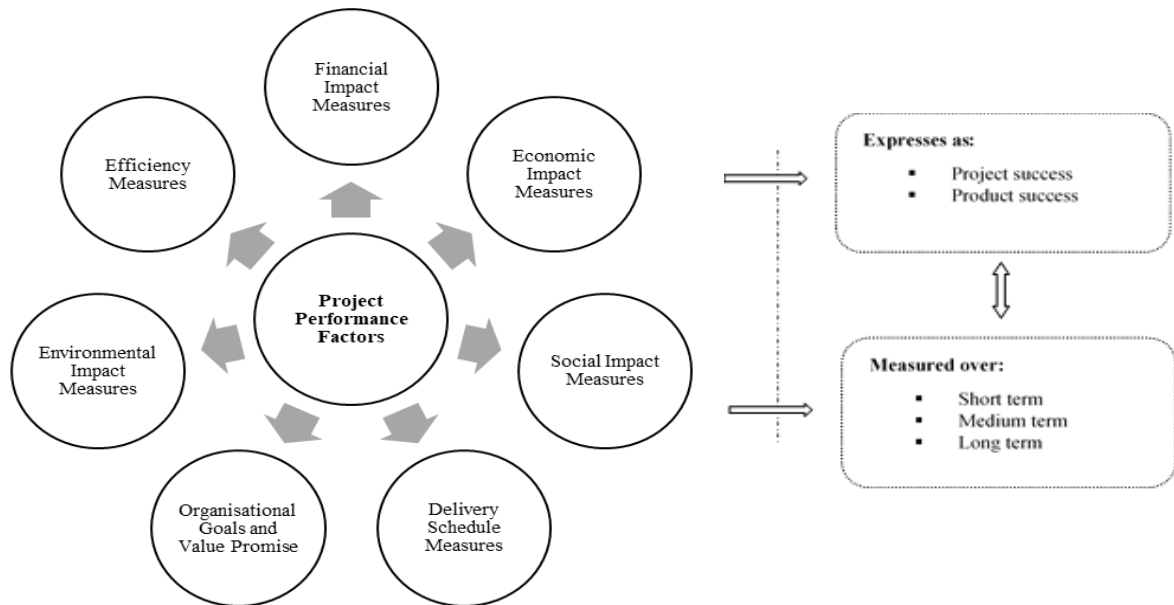 Financial
Impact
Measures
Efficiency
Measures
Economic
Impact
Measures
Project
Performance
Factors
Environmental
Impact
Measures
Social Impact
Measures
Organisational
Goals and
Value Promise
Delivery
Schedule
Measures
Expresses as:
▪ Project success
▪ Product success
Measured over:
▪ Short term
▪ Medium term
▪ Long term